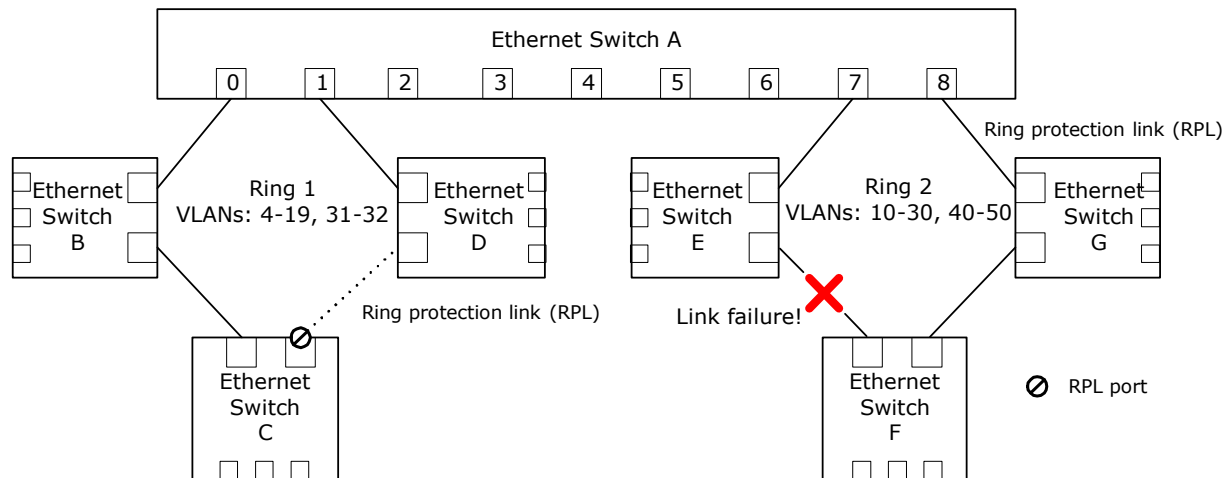 Ethernet Switch A
0 1 2 3 4 5 6 7 8
Ring protection link (RPL)
Ethernet
Switch
B
Ring 1
VLANs: 4-19, 31-32
Ethernet
Switch
D
Ethernet
Switch
E
Ring 2
VLANs: 10-30, 40-50
Ethernet
Switch
G
Ring protection link (RPL)
Link failure!
Ethernet
Switch
C
Ethernet
Switch
F
RPL port